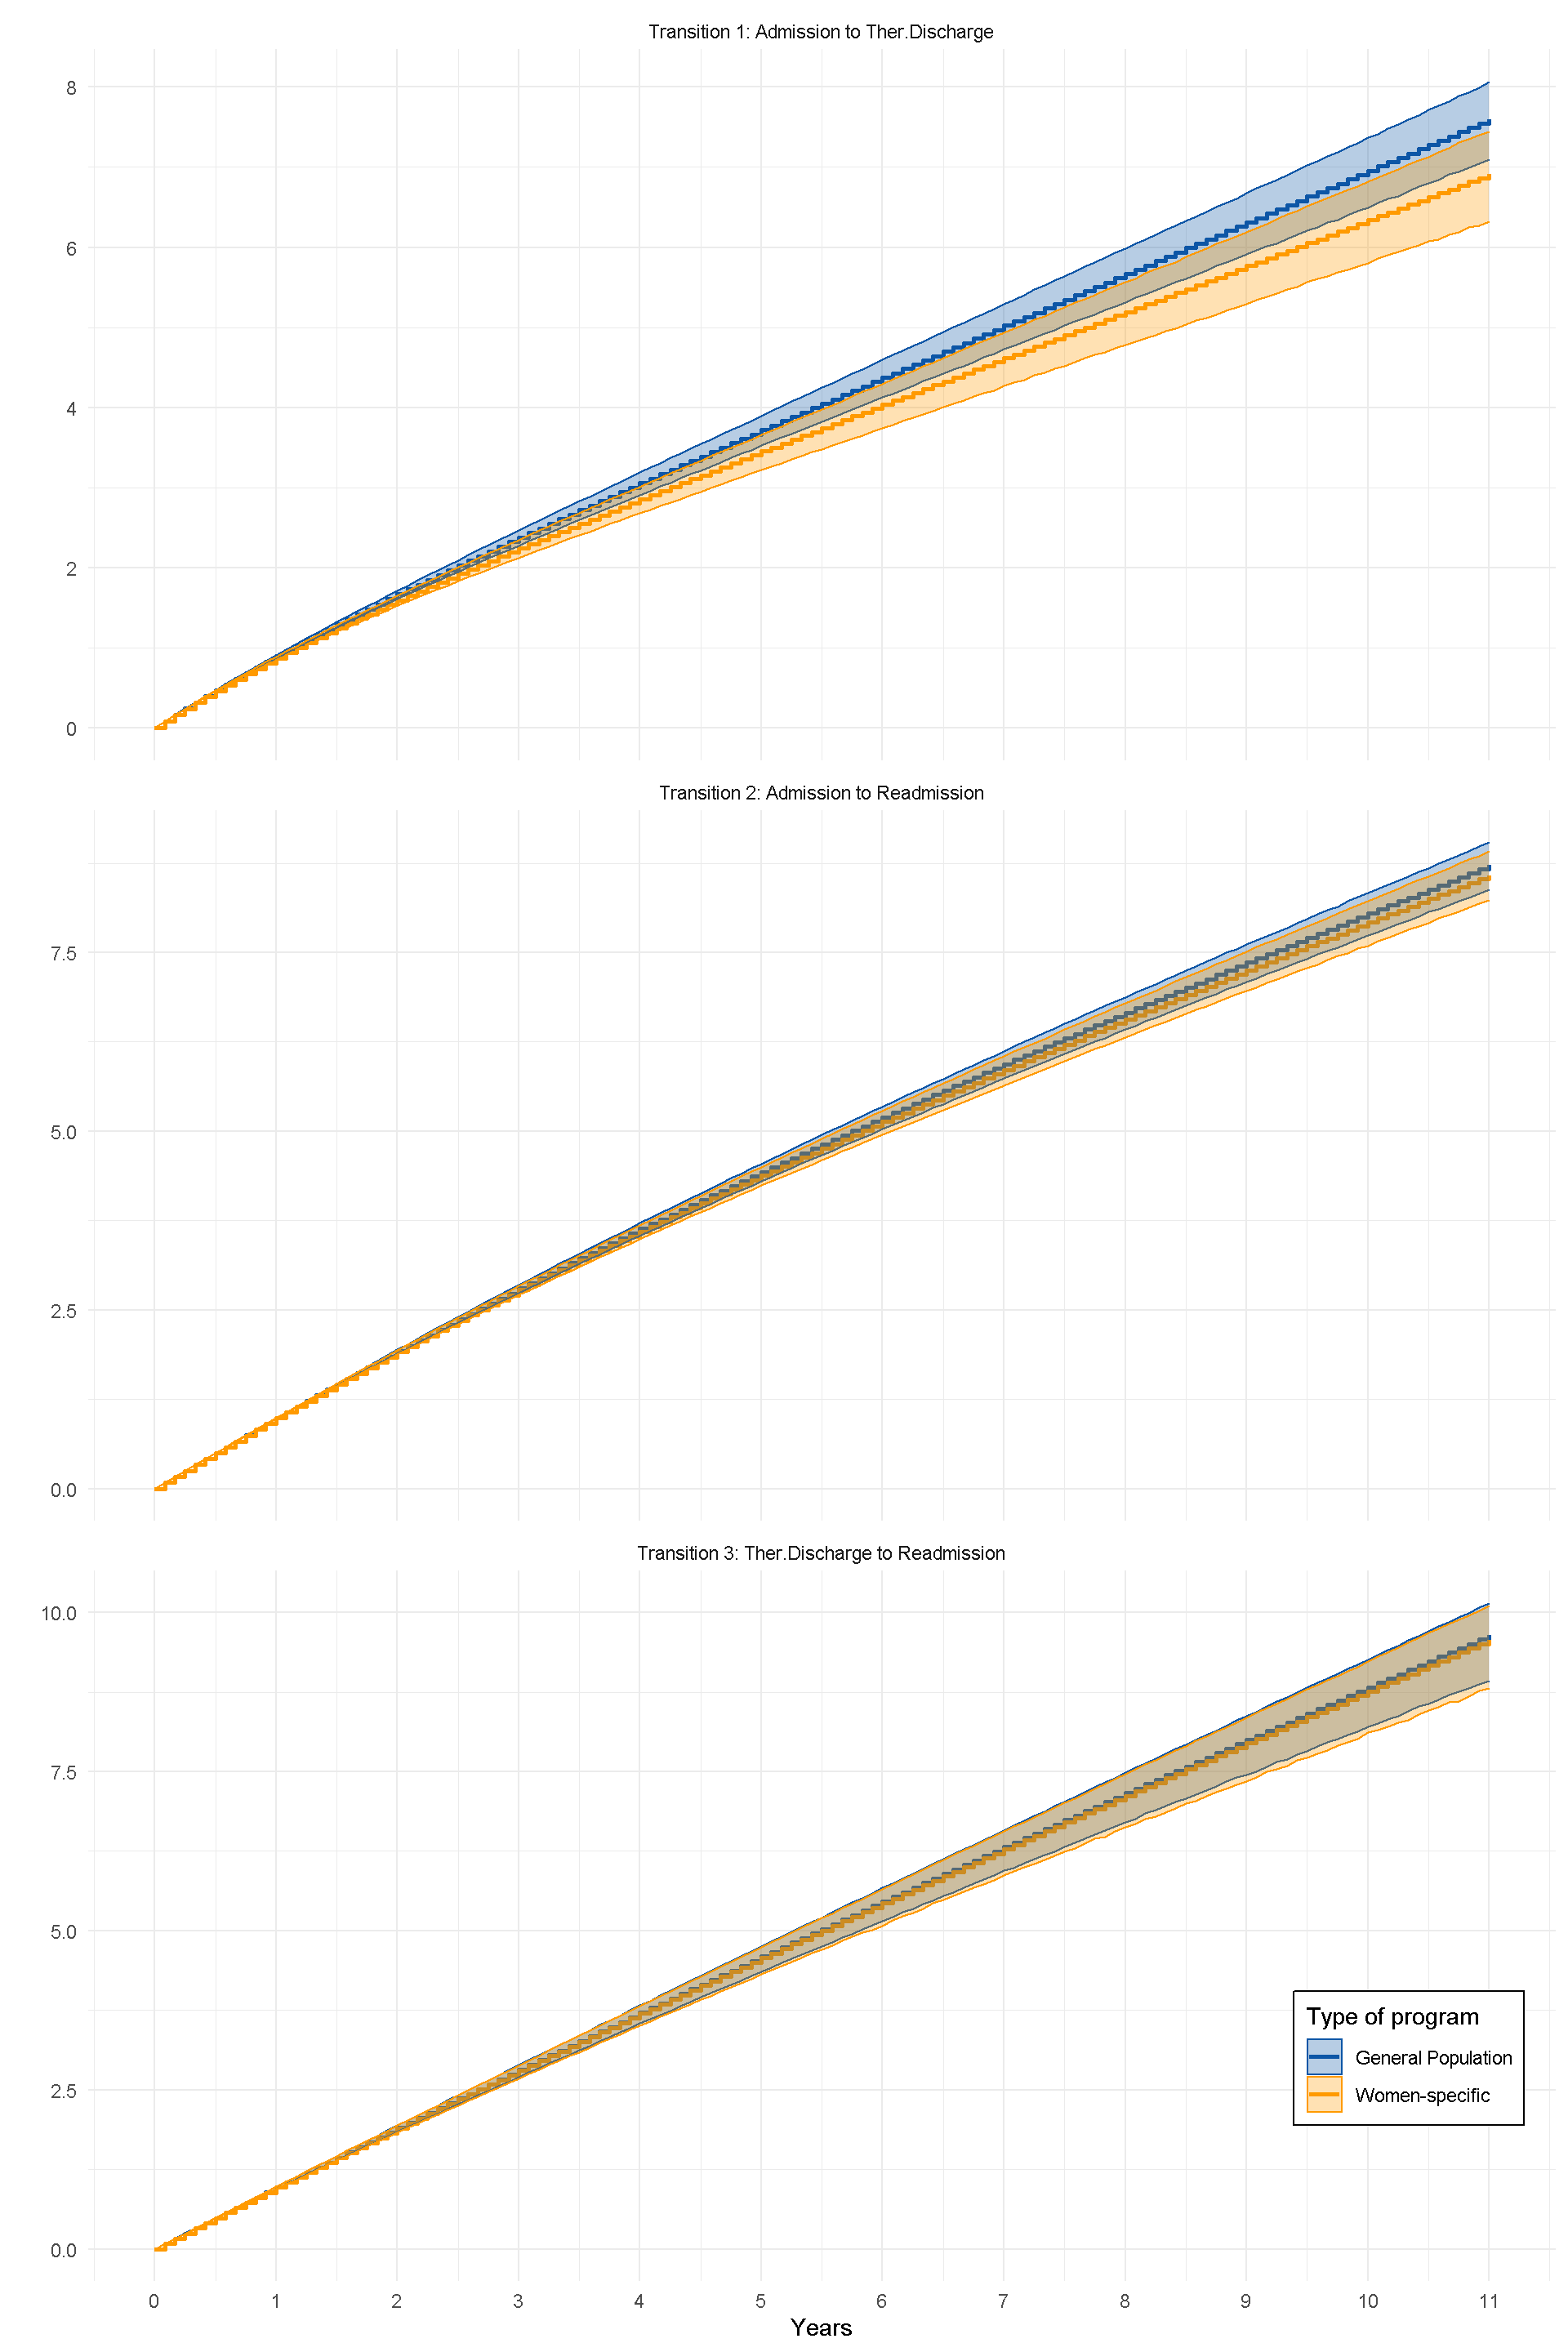 Transition 1: Admission to Ther.Discharge
8
6
4
2
0
Transition 2: Admission to Readmission
7.5
5.0
2.5
0.0
Transition 3: Ther.Discharge to Readmission
10.0
7.5
5.0
2.5
0.0
Type of program
General Population
Women-specific
0 1 2 3 4 5 6 7 8 9 10 11
Years